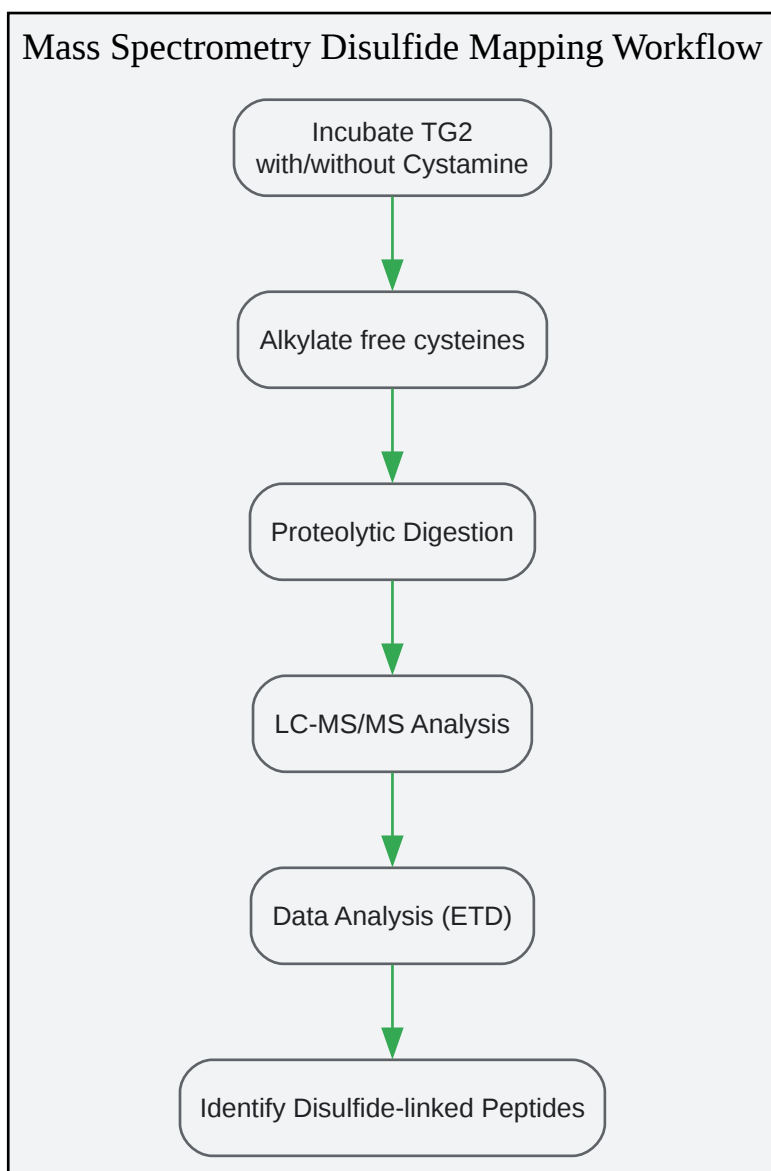 Mass Spectrometry Disulfide Mapping Workflow
Incubate TG2
with/without Cystamine
Alkylate free cysteines
Proteolytic Digestion
LC-MS/MS Analysis
Data Analysis (ETD)
Identify Disulfide-linked Peptides